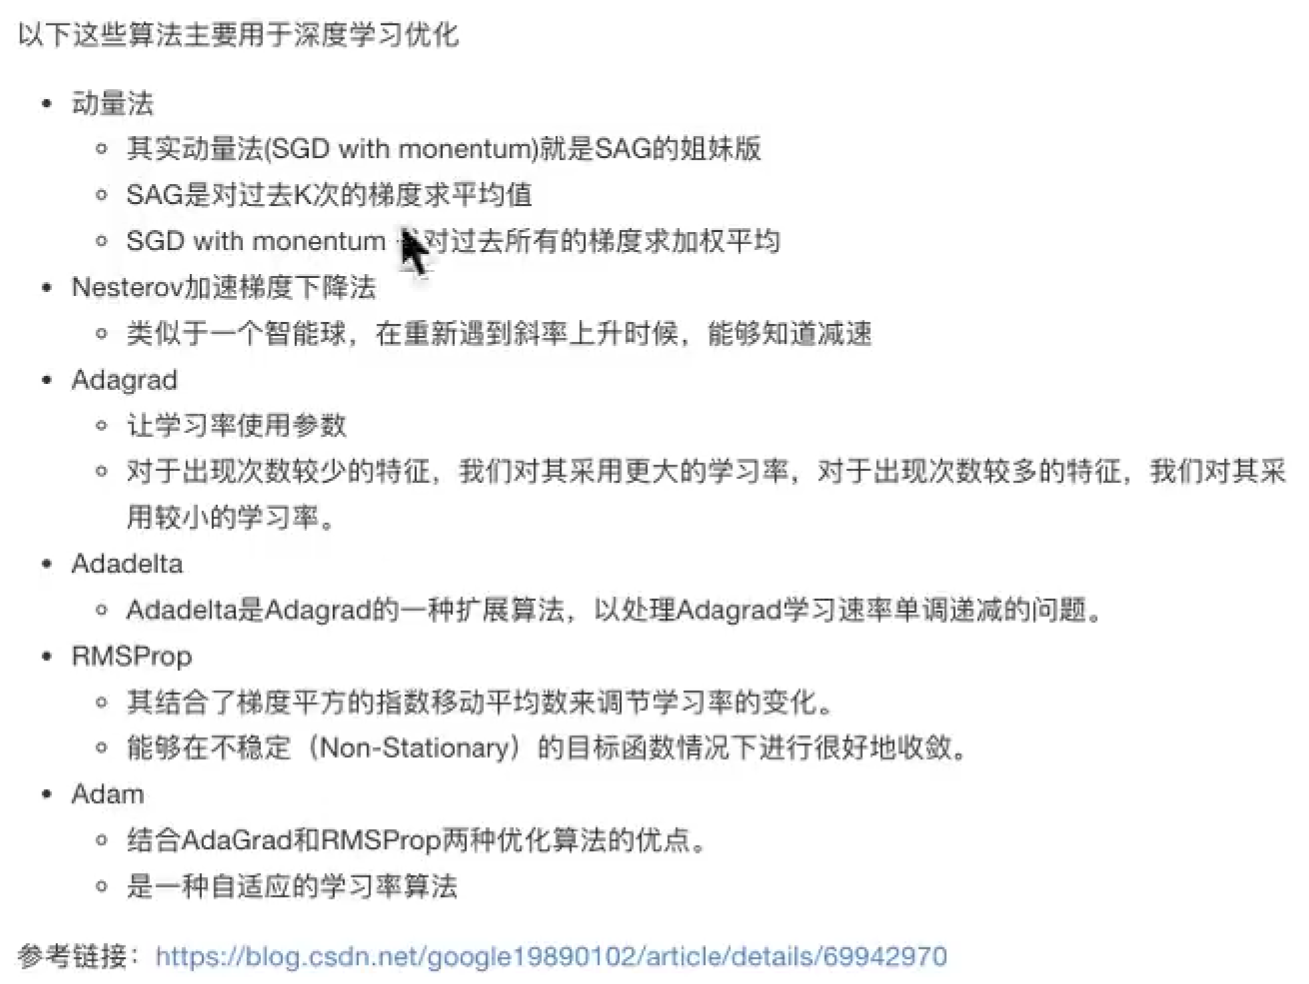 以下这些算法主要用于深度学习优化
• 动量法
◦ 其实动量法(SGD with monentum)就是SAG的姐妹版
◦ SAG是对过去K次的梯度求平均值
◦ SGD with monentum 对过去所有的梯度求加权平均
• Nesterov加速梯度下降法
◦ 类似于一个智能球，在重新遇到斜率上升时候，能够知道减速
• Adagrad
◦ 让学习率使用参数
◦ 对于出现次数较少的特征，我们对其采用更大的学习率，对于出现次数较多的特征，我们对其采
用较小的学习率。
• Adadelta
◦ Adadelta是Adagrad的一种扩展算法，以处理Adagrad学习速率单调递减的问题。
• RMSProp
◦ 其结合了梯度平方的指数移动平均数来调节学习率的变化。
◦ 能够在不稳定（Non-Stationary）的目标函数情况下进行很好地收敛。
• Adam
◦ 结合AdaGrad和RMSProp两种优化算法的优点。
◦ 是一种自适应的学习率算法
参考链接：https://blog.csdn.net/google19890102/article/details/69942970